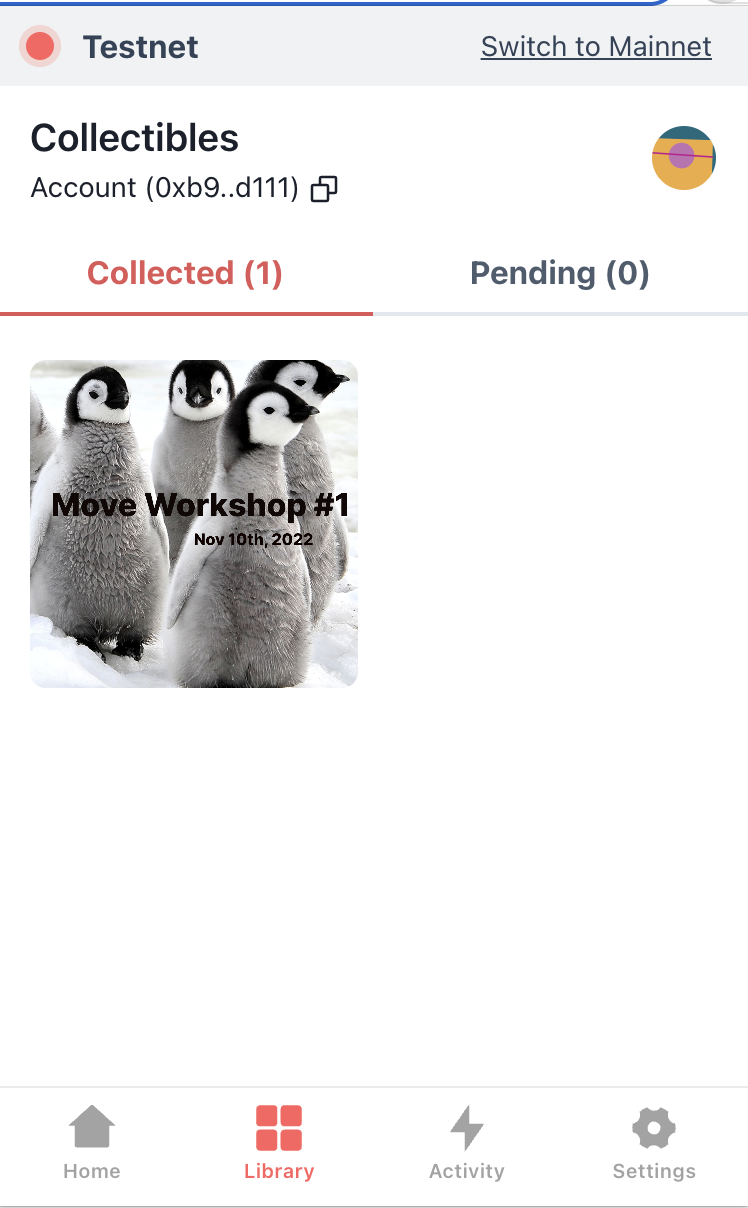 Testnet
Switch to Mainnet
Collectibles
Account (0xb9..d111)
Collected (1)
Pending (0)
Move Workshop #1
Nov 10th, 2022
Home
Library
Activity
Settings